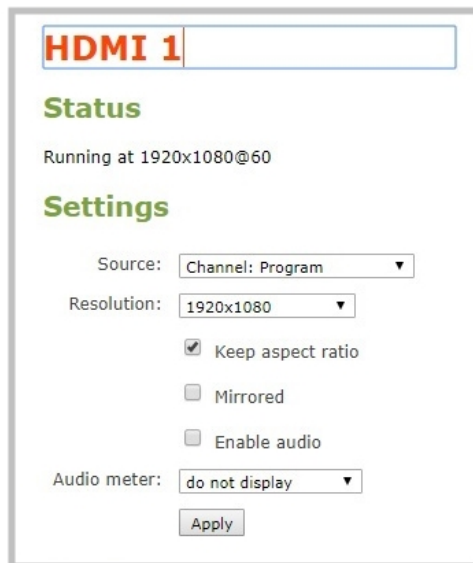 HDMI 1
Status
Running at 1920x1080@60
Settings
Source: Channel: Program
Resolution: 1920x1080
Keep aspect ratio
Mirrored
Enable audio
Audio meter: do not display
Apply